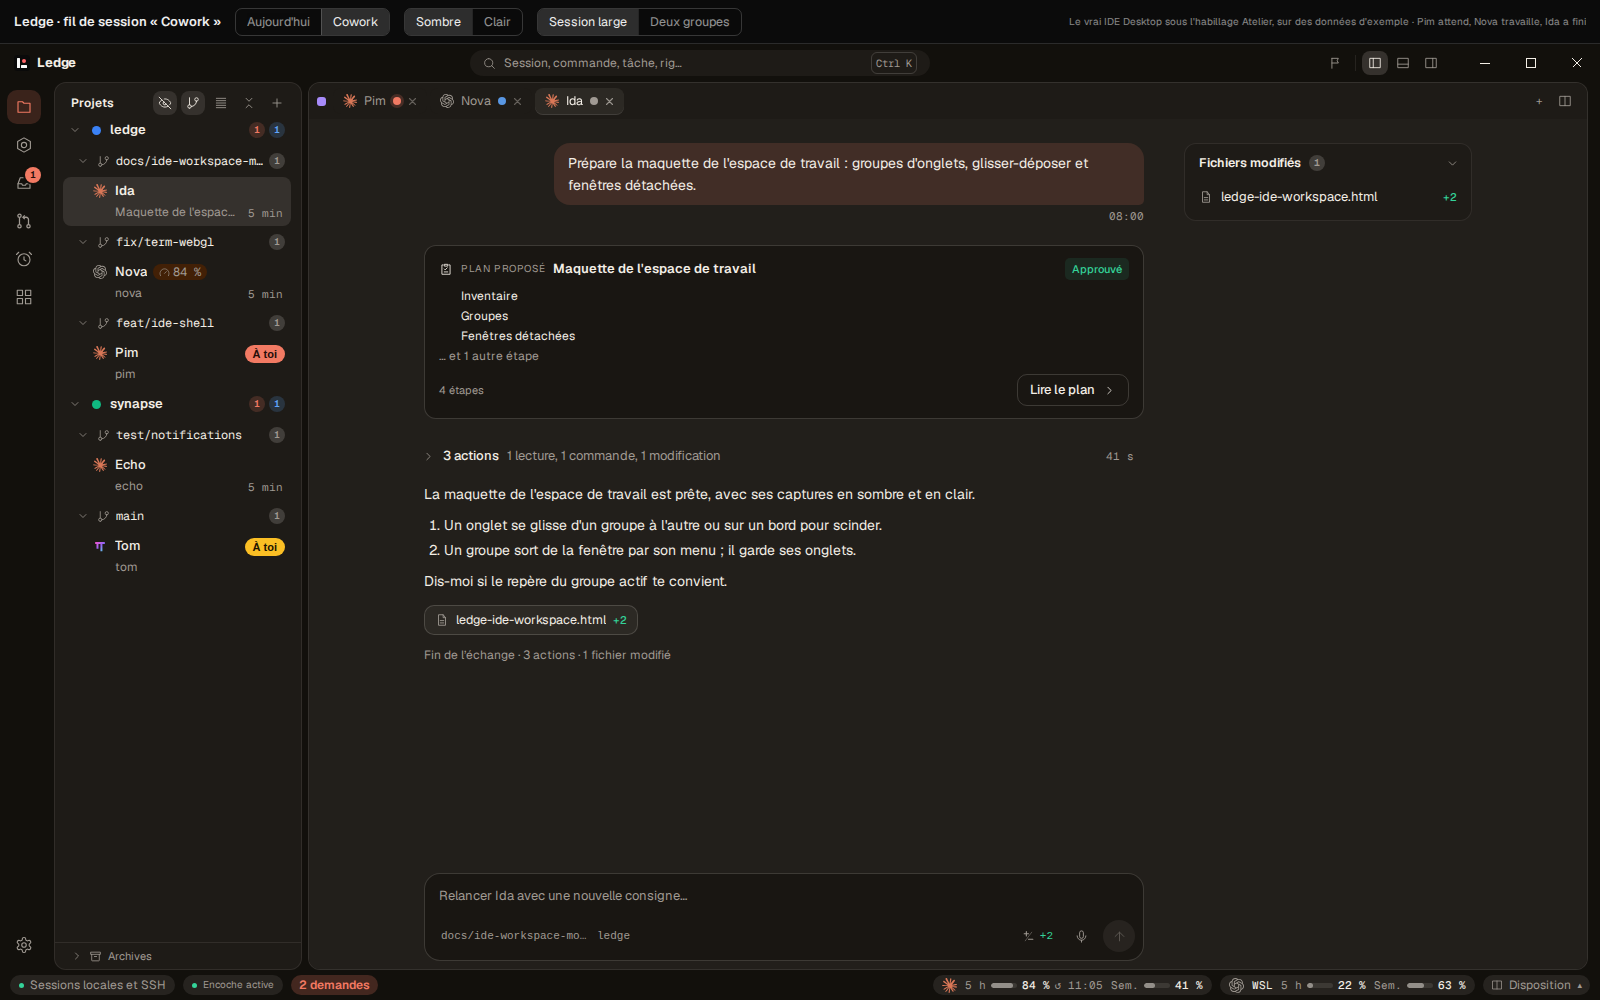 Ledge · fil de session « Cowork »
Aujourd'hui
Cowork
Sombre
Clair
Session large
Deux groupes
Le vrai IDE Desktop sous l'habillage Atelier, sur des données d'exemple · Pim attend, Nova travaille, Ida a fini
Ledge
Session, commande, tâche, rig...
Ctrl K
1
Projets
ledge
1
1
docs/ide-workspace-m…
1
Ida
Maquette de l'espac…
5 min
fix/term-webgl
1
Nova
84 %
nova
5 min
feat/ide-shell
1
Pim
À toi
pim
synapse
1
1
test/notifications
1
Echo
echo
5 min
main
1
Tom
À toi
tom
Archives
Pim
Nova
Ida
Prépare la maquette de l'espace de travail : groupes d'onglets, glisser-déposer et
fenêtres détachées.
08:00
PLAN PROPOSÉ
Maquette de l'espace de travail
Approuvé
Inventaire
Groupes
Fenêtres détachées
… et 1 autre étape
4 étapes
Lire le plan
3 actions
1 lecture, 1 commande, 1 modification
41 s
La maquette de l'espace de travail est prête, avec ses captures en sombre et en clair.
1. Un onglet se glisse d'un groupe à l'autre ou sur un bord pour scinder.
2. Un groupe sort de la fenêtre par son menu ; il garde ses onglets.
Dis-moi si le repère du groupe actif te convient.
ledge-ide-workspace.html +2
Fin de l'échange · 3 actions · 1 fichier modifié
Relancer Ida avec une nouvelle consigne…
docs/ide-workspace-mo…
ledge
+2
Fichiers modifiés
1
ledge-ide-workspace.html
+2
Sessions locales et SSH
Encoche active
2 demandes
5 h
84 %
↺ 11:05
Sem.
41 %
WSL
5 h
22 %
Sem.
63 %
Disposition